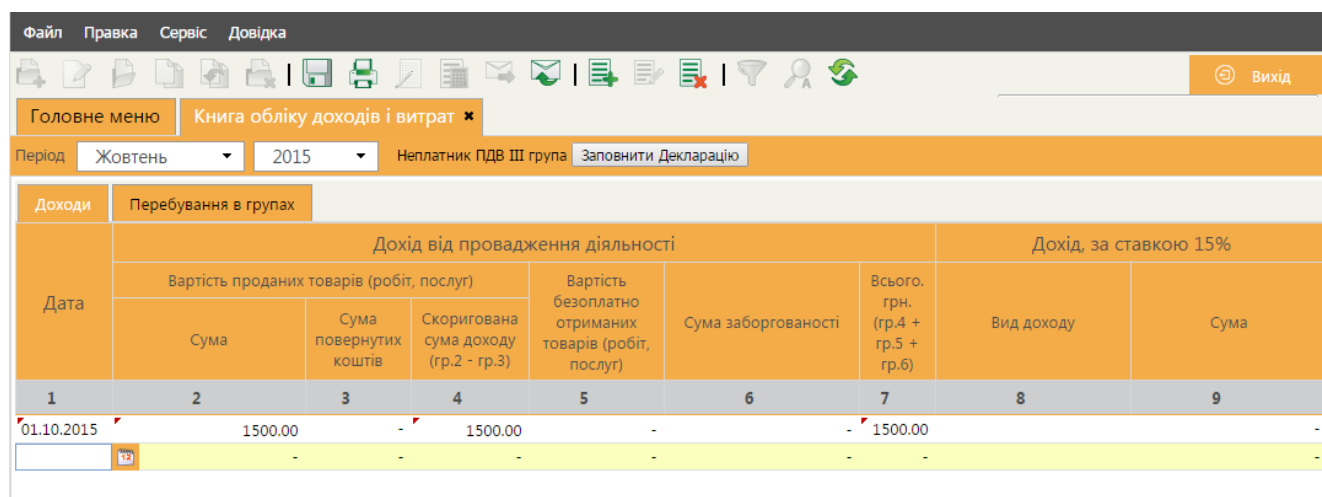 Файл Правка Сервіс Довідка
Вихід
Головне меню Книга обліку доходів і витрат ×
Період Жовтень 2015 Неплатник ПДВ III група Заповнити Декларацію
Доходи Перебування в групах
Дата
Дохід від провадження діяльності
Дохід, за ставкою 15%
Вартість проданих товарів (робіт, послуг)
Сума
Сума
повернутих
коштів
Скоригована
сума доходу
(гр.2 - гр.3)
Вартість
безоплатно
отриманих
товарів (робіт,
послуг)
Сума заборгованості
Всього.
грн.
(гр.4 +
гр.5 +
гр.6)
Вид доходу
Сума
1 2 3 4 5 6 7 8 9
01.10.2015 1500.00 - 1500.00 - - 1500.00 -
12 - - - - - - -